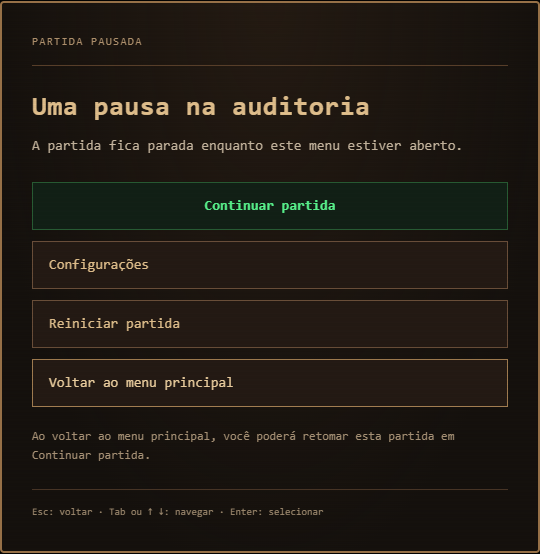 PARTIDA PAUSADA
Uma pausa na auditoria
A partida fica parada enquanto este menu estiver aberto.
Continuar partida
Configurações
Reiniciar partida
Voltar ao menu principal
Ao voltar ao menu principal, você poderá retomar esta partida em
Continuar partida.
Esc: voltar · Tab ou ↑ ↓: navegar · Enter: selecionar